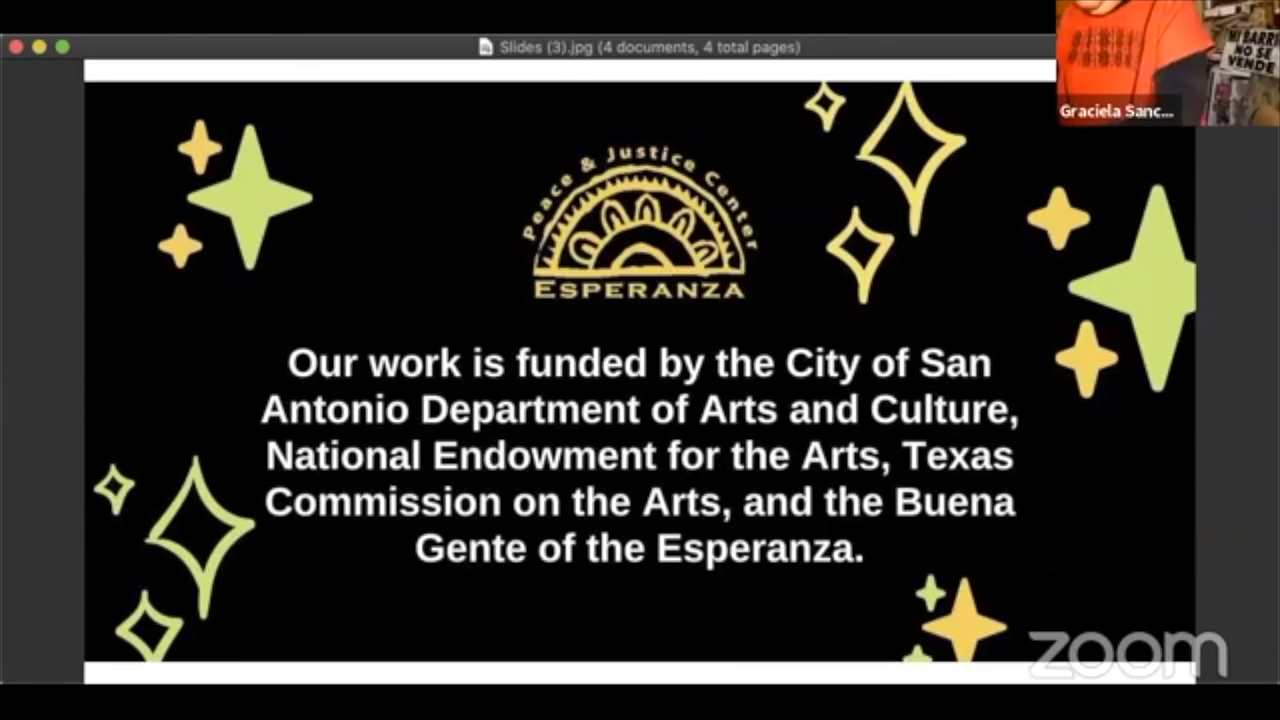 Slides (3).jpg (4 documents, 4 total pages)
MI BARRI
NO SE
VENDE
Graciela Sanc...
Peace & Justice Center
ESPERANZA
Our work is funded by the City of San
Antonio Department of Arts and Culture,
National Endowment for the Arts, Texas
Commission on the Arts, and the Buena
Gente of the Esperanza.
zoom